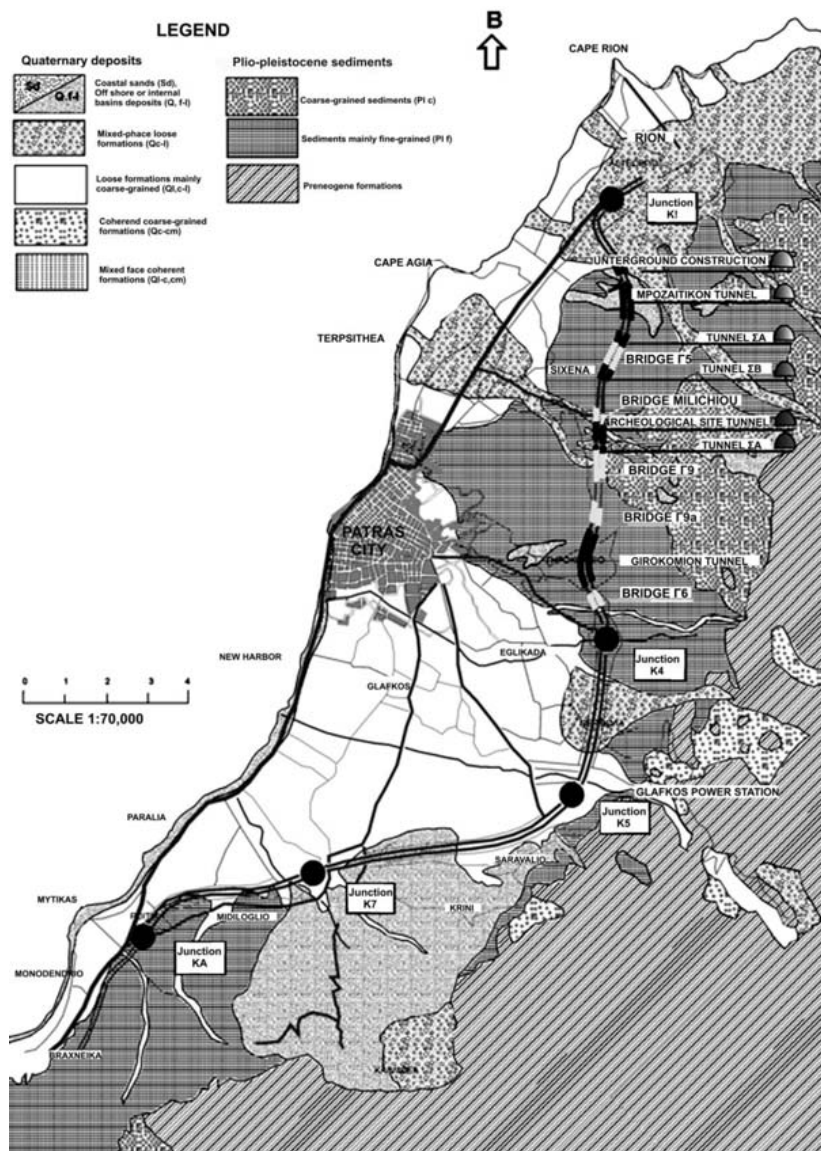 LEGEND
B
Quaternary deposits
Plio-pleistocene sediments
Sd
Q.f-l
Coastal sands (Sd),
Off shore or internal
basins deposits (Q, f-l)
Mixed-phace loose
formations (Qc-l)
Loose formations mainly
coarse-grained (Ql,c-l)
Coherend coarse-grained
formations (Qc-cm)
Mixed face coherent
formations (Ql-c,cm)
Coarse-grained sediments (Pl c)
Sediments mainly fine-grained (Pl f)
Preneogene formations
CAPE RION
RION
Junction
K!
CAPE AGIA
UNTERGROUND CONSTRUCTION
MPOZAITIKON TUNNEL
TERPSITHEA
TUNNEL ΣΑ
BRIDGE Γ5
SIXENA
TUNNEL ΣΒ
BRIDGE MILICHIOU
ARCHEOLOGICAL SITE TUNNEL
TUNNEL ΣΑ
BRIDGE Γ9
BRIDGE Γ9a
PATRAS
CITY
GIROKOMION TUNNEL
BRIDGE Γ6
NEW HARBOR
EGLIKADA
Junction
K4
GLAFKOS
0 1 2 3 4
SCALE 1:70,000
GLAFKOS POWER STATION
PARALIA
Junction
K5
SARAVALIO
MYTIKAS
MIDILOGLIO
Junction
K7
KRINI
Junction
KA
MONODENDRIO
BRAXNEIKA